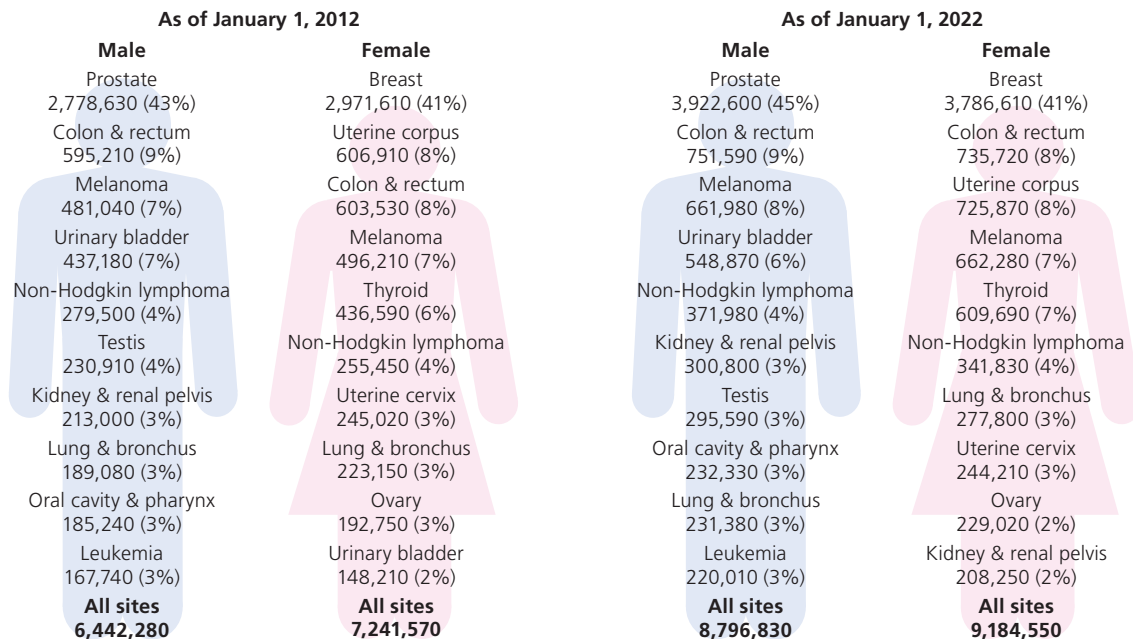 As of January 1, 2012
Male
Prostate
2,778,630 (43%)
Colon & rectum
595,210 (9%)
Melanoma
481,040 (7%)
Urinary bladder
437,180 (7%)
Non-Hodgkin lymphoma
279,500 (4%)
Testis
230,910 (4%)
Kidney & renal pelvis
213,000 (3%)
Lung & bronchus
189,080 (3%)
Oral cavity & pharynx
185,240 (3%)
Leukemia
167,740 (3%)
All sites
6,442,280
Female
Breast
2,971,610 (41%)
Uterine corpus
606,910 (8%)
Colon & rectum
603,530 (8%)
Melanoma
496,210 (7%)
Thyroid
436,590 (6%)
Non-Hodgkin lymphoma
255,450 (4%)
Uterine cervix
245,020 (3%)
Lung & bronchus
223,150 (3%)
Ovary
192,750 (3%)
Urinary bladder
148,210 (2%)
All sites
7,241,570
As of January 1, 2022
Male
Prostate
3,922,600 (45%)
Colon & rectum
751,590 (9%)
Melanoma
661,980 (8%)
Urinary bladder
548,870 (6%)
Non-Hodgkin lymphoma
371,980 (4%)
Kidney & renal pelvis
300,800 (3%)
Testis
295,590 (3%)
Oral cavity & pharynx
232,330 (3%)
Lung & bronchus
231,380 (3%)
Leukemia
220,010 (3%)
All sites
8,796,830
Female
Breast
3,786,610 (41%)
Colon & rectum
735,720 (8%)
Uterine corpus
725,870 (8%)
Melanoma
662,280 (7%)
Thyroid
609,690 (7%)
Non-Hodgkin lymphoma
341,830 (4%)
Lung & bronchus
277,800 (3%)
Uterine cervix
244,210 (3%)
Ovary
229,020 (2%)
Kidney & renal pelvis
208,250 (2%)
All sites
9,184,550